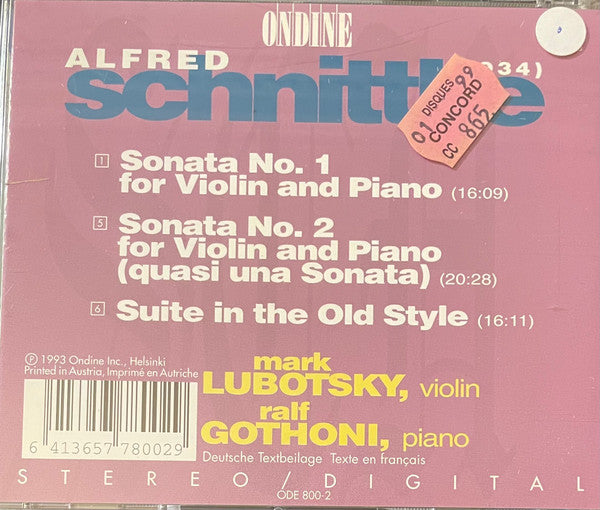 ONDINE
ALFRED
schnittke
034)
DISQUES
CONCORD
01 99
CC 865
1 Sonata No. 1
for Violin and Piano (16:09)
5 Sonata No. 2
for Violin and Piano
(quasi una Sonata) (20:28)
6 Suite in the Old Style (16:11)
℗ 1993 Ondine Inc., Helsinki
Printed in Austria, Imprimé en Autriche
mark
LUBOTSKY, violin
ralf
GOTHONI, piano
6 413657 780029
Deutsche Textbeilage Texte en français
STEREO/DIGITAL
ODE 800-2